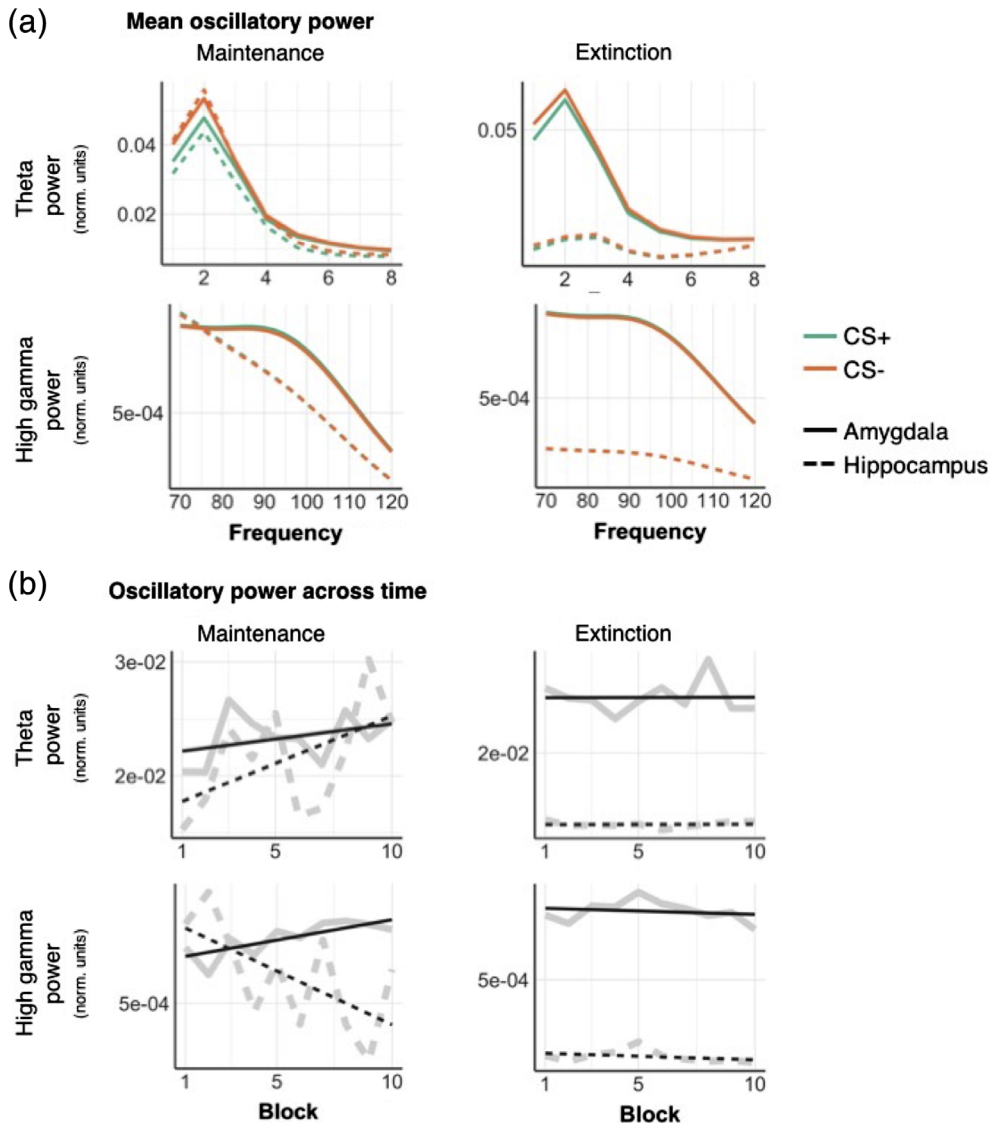 (a)
Mean oscillatory power
Maintenance
Extinction
Theta
power
(norm. units)
0.04
0.02
2 4 6 8
0.05
2 4 6 8
High gamma
power
(norm. units)
5e-04
70 80 90 100 110 120
Frequency
5e-04
70 80 90 100 110 120
Frequency
CS+
CS-
Amygdala
Hippocampus
(b)
Oscillatory power across time
Maintenance
Extinction
Theta
power
(norm. units)
3e-02
2e-02
1 5 10
2e-02
1 5 10
High gamma
power
(norm. units)
5e-04
1 5 10
Block
5e-04
1 5 10
Block